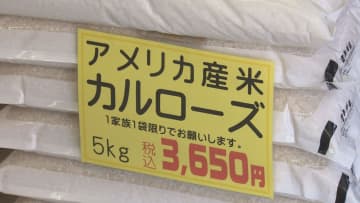 アメリカ産米
カルローズ
1家族1袋限りでお願いします。
5kg 税込 3,650円